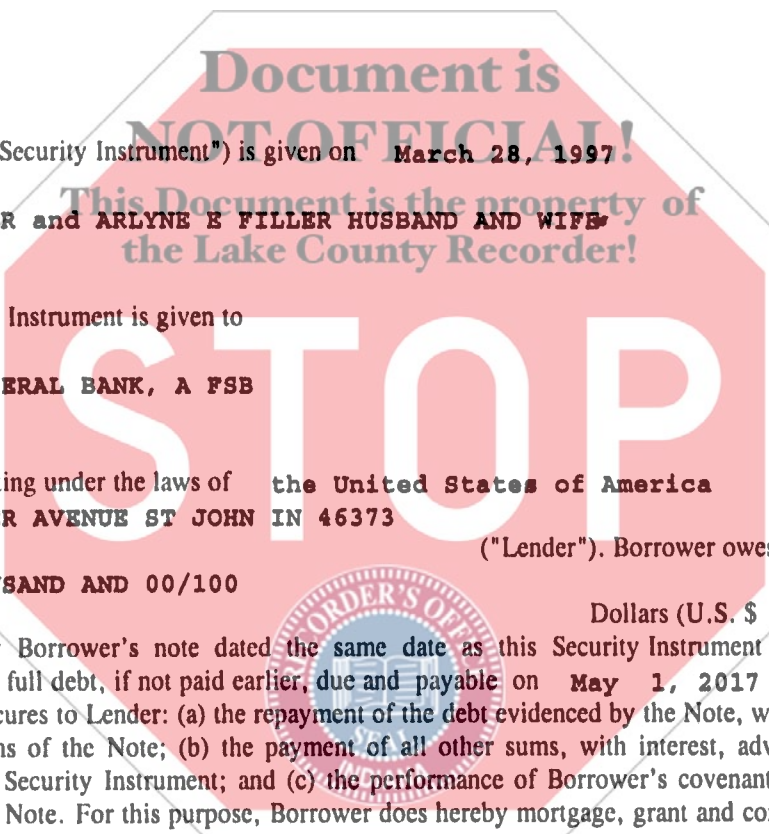 Document is
NOT OFFICIAL!
Security Instrument") is given on March 28, 1997
This Document is the property of
R and ARLYNE E FILLER HUSBAND AND WIFE
the Lake County Recorder!
Instrument is given to
STOP
ERAL BANK, A FSB
ing under the laws of the United States of America
R AVENUE ST JOHN IN 46373
("Lender"). Borrower owes
SAND AND 00/100
RECORDER'S OFFICE
Dollars (U.S. $
Borrower's note dated the same date as this Security Instrument
full debt, if not paid earlier, due and payable on May 1, 2017
cures to Lender: (a) the repayment of the debt evidenced by the Note, w
ns of the Note; (b) the payment of all other sums, with interest, adv
SEAL
Security Instrument; and (c) the performance of Borrower's covenant
Note. For this purpose, Borrower does hereby mortgage, grant and co